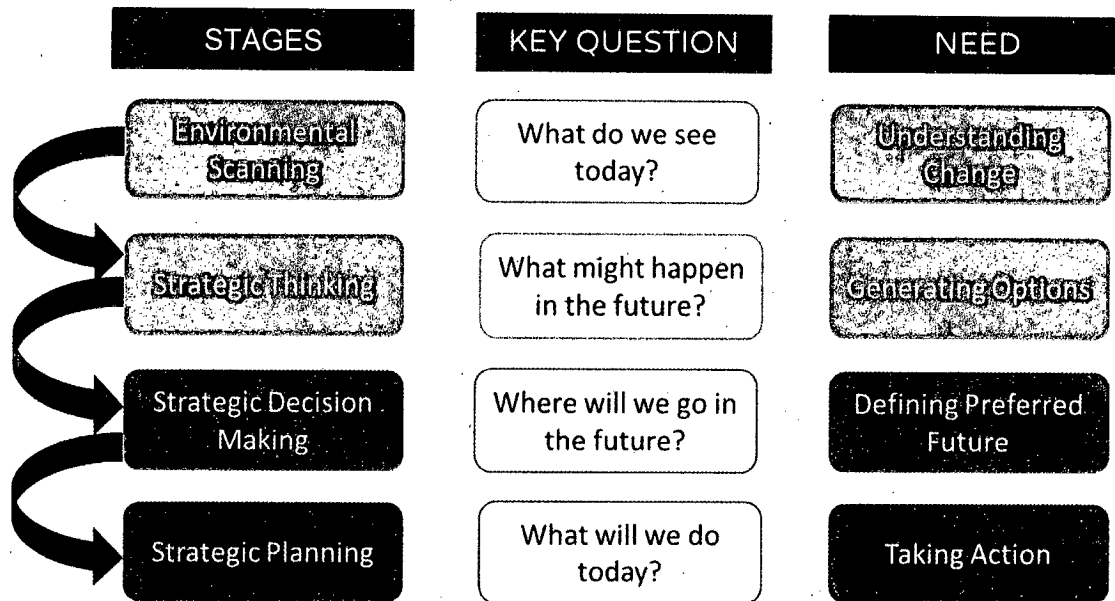 STAGES
KEY QUESTION
NEED
Environmental
Scanning
What do we see
today?
Understanding
Change
Strategic Thinking
What might happen
in the future?
Generating Options
Strategic Decision
Making
Where will we go in
the future?
Defining Preferred
Future
Strategic Planning
What will we do
today?
Taking Action